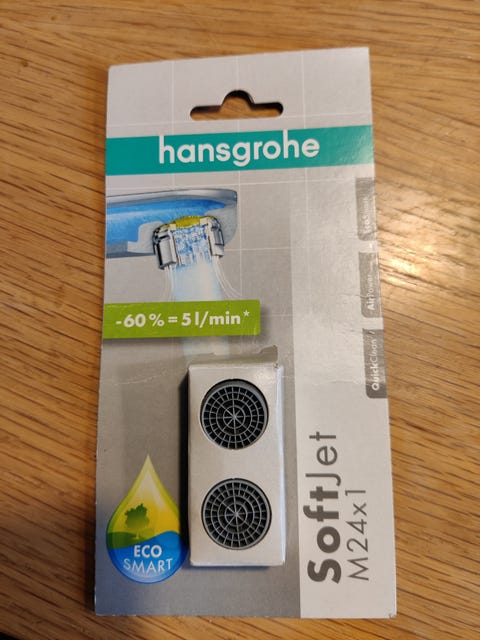 hansgrohe
-60 % = 5 l/min*
AirPower
QuickClean
ECO
SMART
SoftJet
M24x1